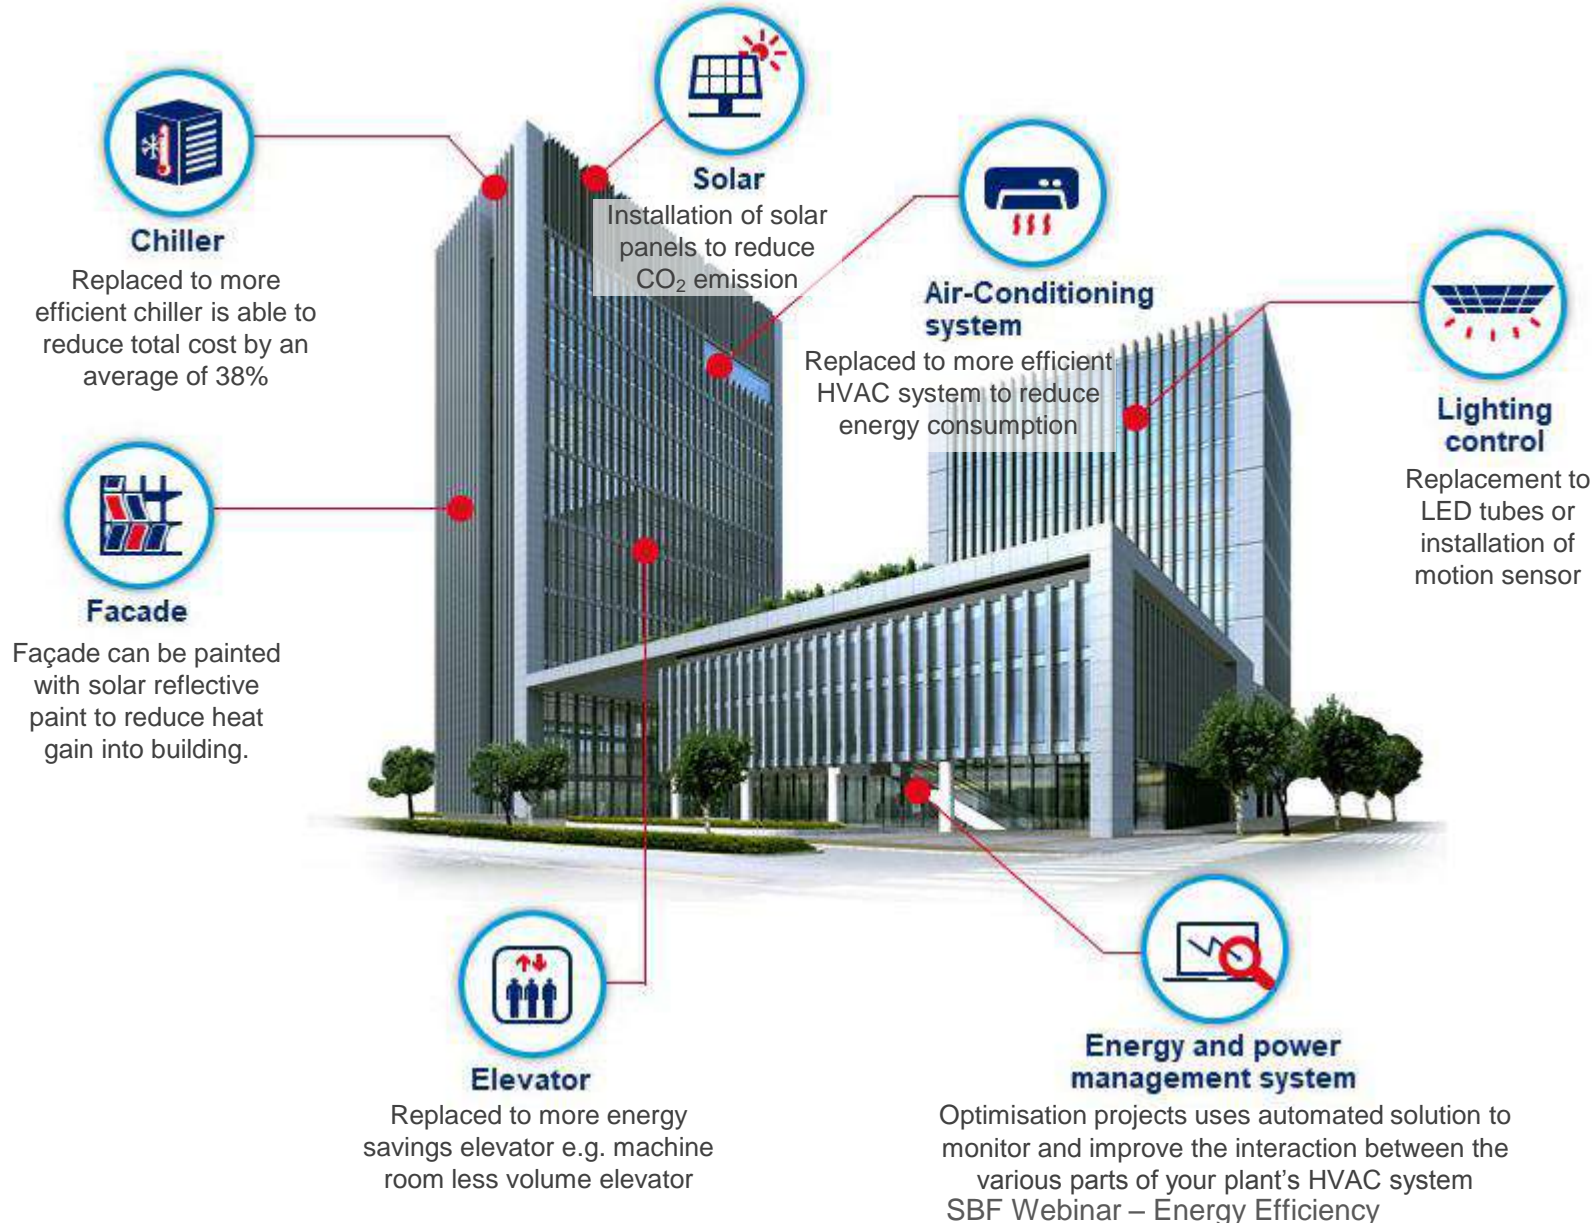 Solar
Installation of solar
panels to reduce
CO₂ emission
Chiller
Replaced to more
efficient chiller is able to
reduce total cost by an
average of 38%
Air-Conditioning
system
Replaced to more efficient
HVAC system to reduce
energy consumption
Lighting
control
Replacement to
LED tubes or
installation of
motion sensor
Facade
Façade can be painted
with solar reflective
paint to reduce heat
gain into building.
Elevator
Replaced to more energy
savings elevator e.g. machine
room less volume elevator
Energy and power
management system
Optimisation projects uses automated solution to
monitor and improve the interaction between the
various parts of your plant’s HVAC system
SBF Webinar – Energy Efficiency